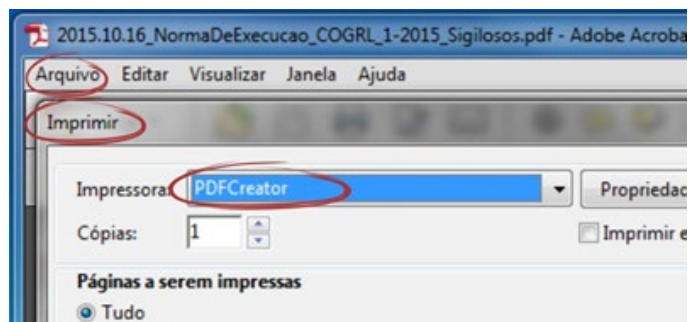 2015.10.16_NormaDeExecucao_COGRL_1-2015_Sigilosos.pdf - Adobe Acroba
Arquivo Editar Visualizar Janela Ajuda
Imprimir
Impressora: PDFCreator Propriedad
Cópias: 1 Imprimir e
Páginas a serem impressas
Tudo